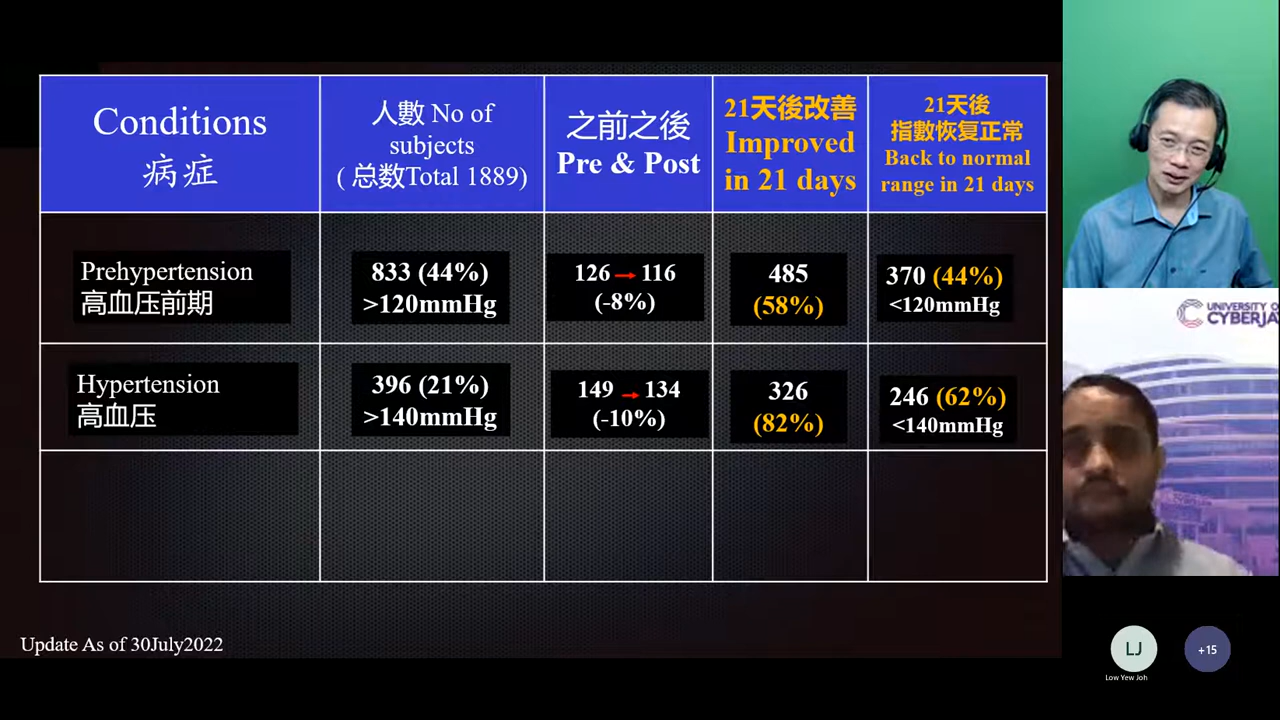 Conditions
病症
人數 No of
subjects
( 总数Total 1889)
之前之後
Pre & Post
21天後改善
Improved
in 21 days
21天後
指數恢复正常
Back to normal
range in 21 days
Prehypertension
高血压前期
833 (44%)
>120mmHg
126 → 116
(-8%)
485
(58%)
370 (44%)
<120mmHg
Hypertension
高血压
396 (21%)
>140mmHg
149 → 134
(-10%)
326
(82%)
246 (62%)
<140mmHg
Update As of 30July2022
UNIVERSITY O
CYBERJA
LJ
Low Yew Joh
+15